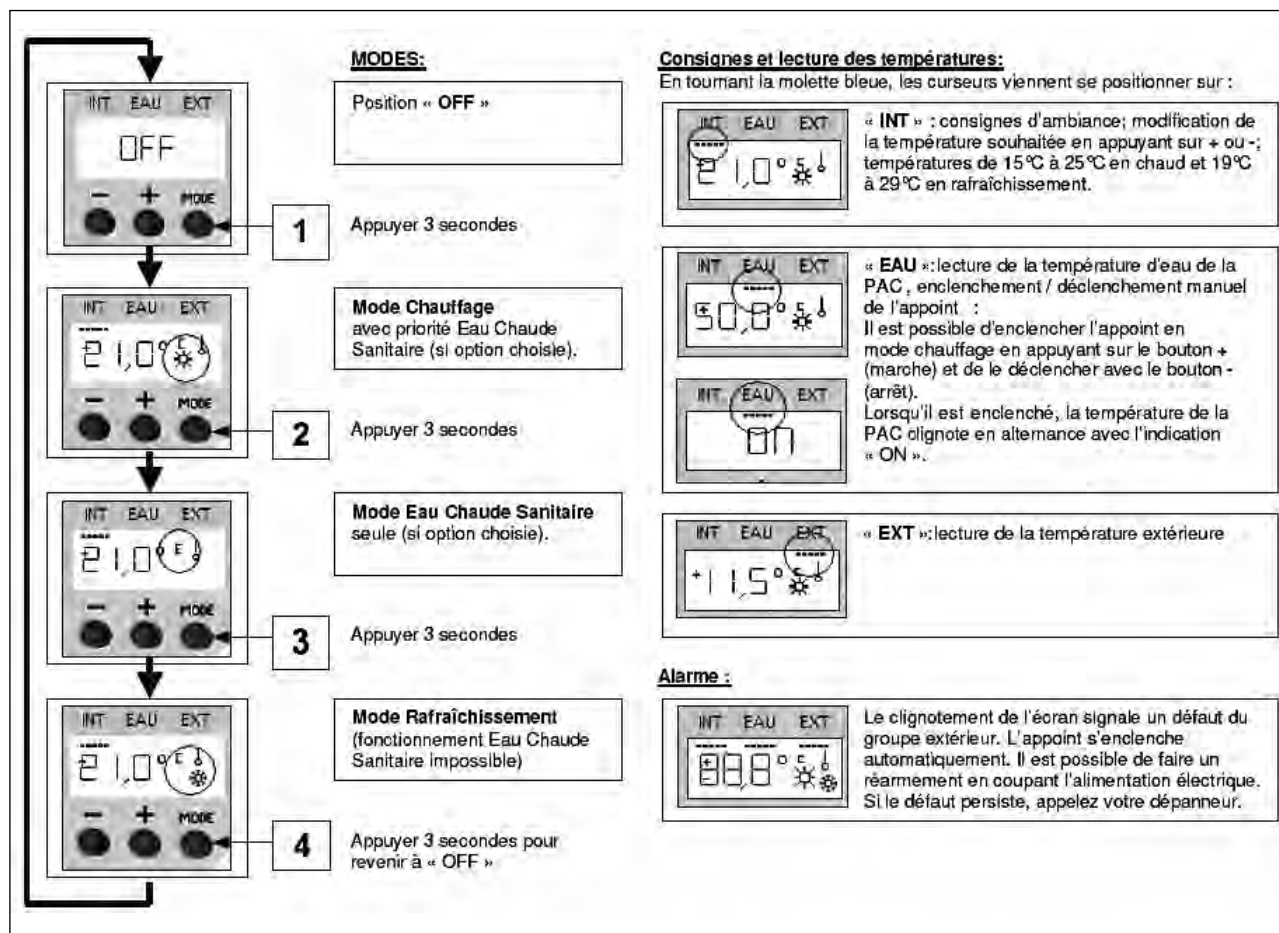 MODES:
INT EAU EXT
OFF
- + MODE
Position « OFF »
1
Appuyer 3 secondes
INT EAU EXT
+21,0° C
- + MODE
Mode Chauffage
avec priorité Eau Chaude
Sanitaire (si option choisie).
2
Appuyer 3 secondes
INT EAU EXT
+21,0° E
- + MODE
Mode Eau Chaude Sanitaire
seule (si option choisie).
3
Appuyer 3 secondes
INT EAU EXT
+21,0° C
- + MODE
Mode Rafraîchissement
(fonctionnement Eau Chaude
Sanitaire impossible)
4
Appuyer 3 secondes pour
revenir à « OFF »
Consignes et lecture des températures:
En tournant la molette bleue, les curseurs viennent se positionner sur :
INT EAU EXT
+21,0° C
« INT » : consignes d'ambiance; modification de
la température souhaitée en appuyant sur + ou -;
températures de 15°C à 25°C en chaud et 19°C
à 29°C en rafraîchissement.
INT EAU EXT
+50,0° C
INT EAU EXT
ON
« EAU »:lecture de la température d'eau de la
PAC , enclenchement / déclenchement manuel
de l'appoint :
Il est possible d'enclencher l'appoint en
mode chauffage en appuyant sur le bouton +
(marche) et de le déclencher avec le bouton -
(arrêt).
Lorsqu'il est enclenché, la température de la
PAC clignote en alternance avec l'indication
« ON ».
INT EAU EXT
+11,5° C
« EXT »:lecture de la température extérieure
Alarme :
INT EAU EXT
88,8° C
Le clignotement de l'écran signale un défaut du
groupe extérieur. L'appoint s'enclenche
automatiquement. Il est possible de faire un
réarmement en coupant l'alimentation électrique.
Si le défaut persiste, appelez votre dépanneur.